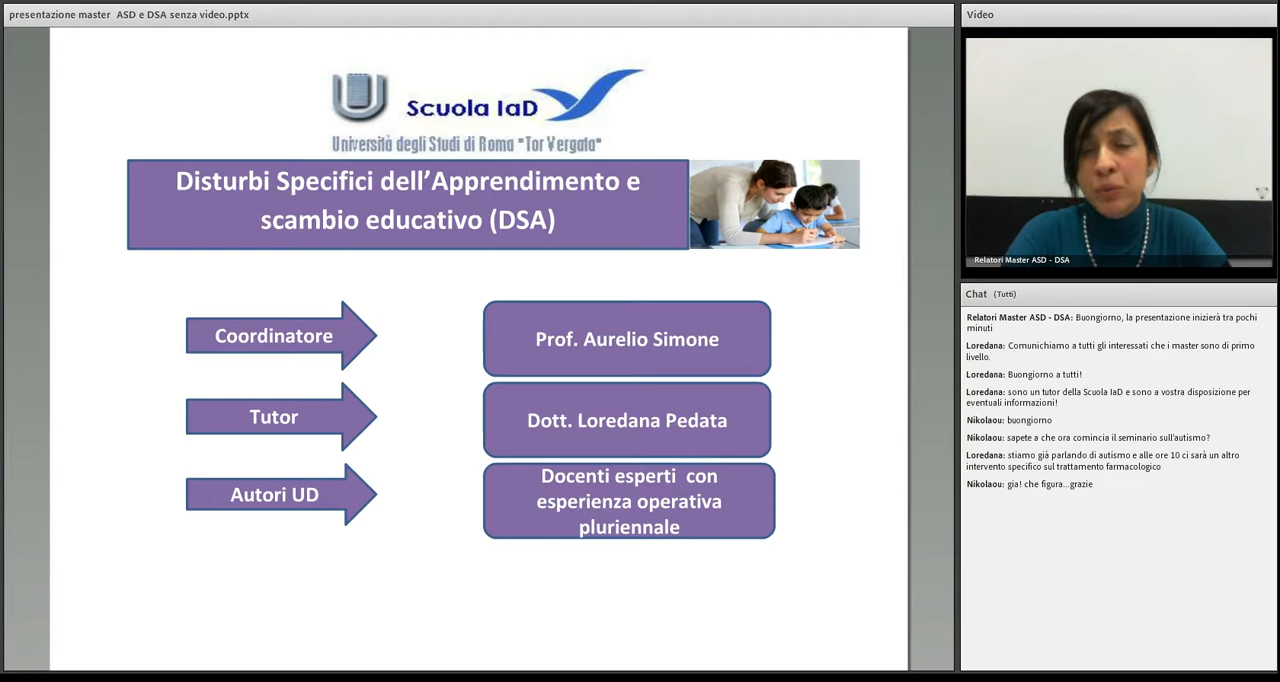 presentazione master  ASD e DSA senza video.pptx
Scuola IaD
Università degli Studi di Roma "Tor Vergata"
Disturbi Specifici dell’Apprendimento e
scambio educativo (DSA)
Coordinatore
Prof. Aurelio Simone
Tutor
Dott. Loredana Pedata
Autori UD
Docenti esperti  con
esperienza operativa
pluriennale
Video
Relatori Master ASD - DSA
Chat (Tutti)
Relatori Master ASD - DSA: Buongiorno, la presentazione inizierà tra pochi
minuti
Loredana: Comunichiamo a tutti gli interessati che i master sono di primo
livello.
Loredana: Buongiorno a tutti!
Loredana: sono un tutor della Scuola IaD e sono a vostra disposizione per
eventuali informazioni!
Nikolaou: buongiorno
Nikolaou: sapete a che ora comincia il seminario sull'autismo?
Loredana: stiamo già parlando di autismo e alle ore 10 ci sarà un altro
intervento specifico sul trattamento farmacologico
Nikolaou: gia! che figura...grazie